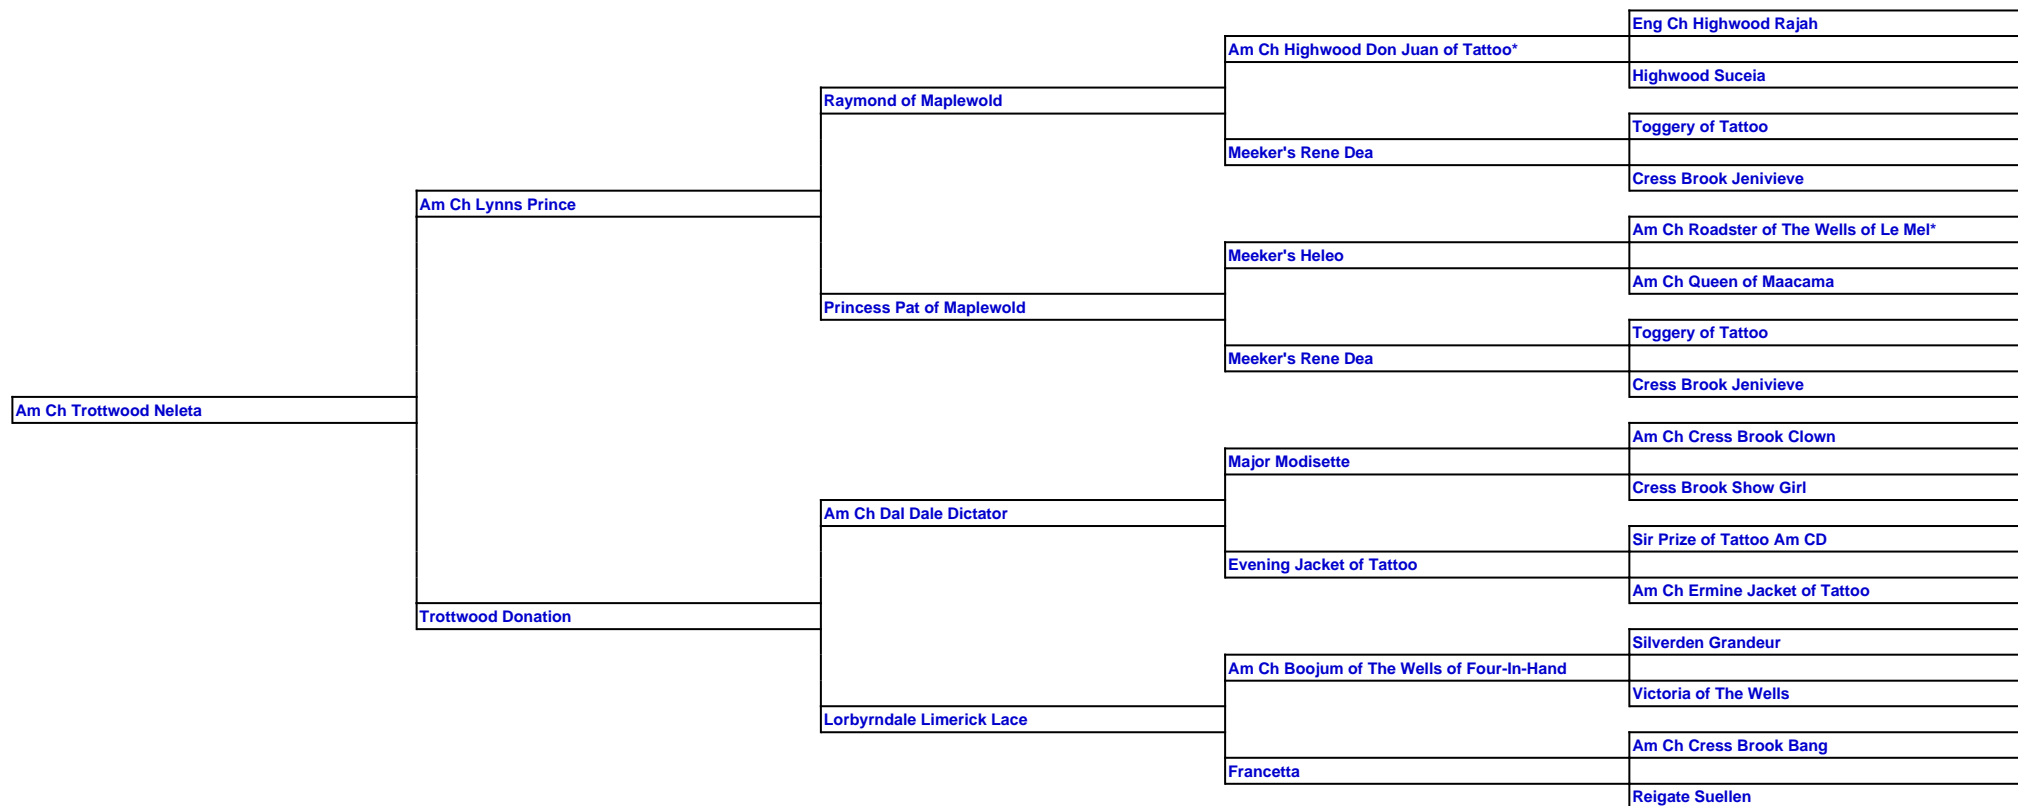 Eng Ch Highwood Rajah
Am Ch Highwood Don Juan of Tattoo*
Highwood Suceia
Raymond of Maplewold
Toggery of Tattoo
Meeker's Rene Dea
Cress Brook Jenivieve
Am Ch Lynns Prince
Am Ch Roadster of The Wells of Le Mel*
Meeker's Heleo
Am Ch Queen of Maacama
Princess Pat of Maplewold
Toggery of Tattoo
Meeker's Rene Dea
Cress Brook Jenivieve
Am Ch Trottwood Neleta
Am Ch Cress Brook Clown
Major Modisette
Cress Brook Show Girl
Am Ch Dal Dale Dictator
Sir Prize of Tattoo Am CD
Evening Jacket of Tattoo
Am Ch Ermine Jacket of Tattoo
Trottwood Donation
Silverden Grandeur
Am Ch Boojum of The Wells of Four-In-Hand
Victoria of The Wells
Lorbyrndale Limerick Lace
Am Ch Cress Brook Bang
Francetta
Reigate Suellen